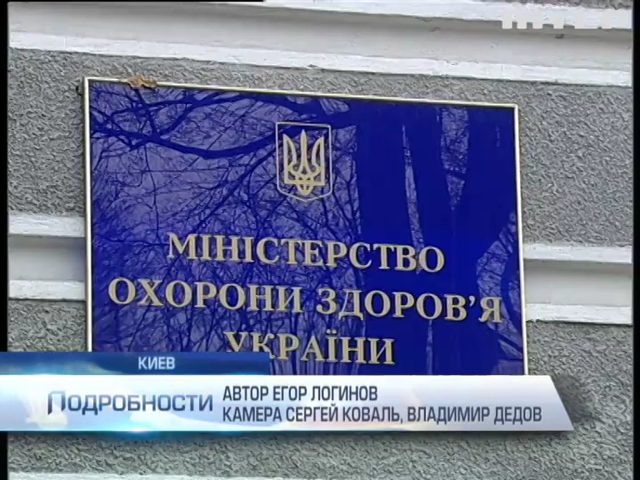 МІНІСТЕРСТВО
ОХОРОНИ ЗДОРОВ'Я
УКРАЇНИ
КИЕВ
ПОДРОБНОСТИ
АВТОР ЕГОР ЛОГИНОВ
КАМЕРА СЕРГЕЙ КОВАЛЬ, ВЛАДИМИР ДЕДОВ